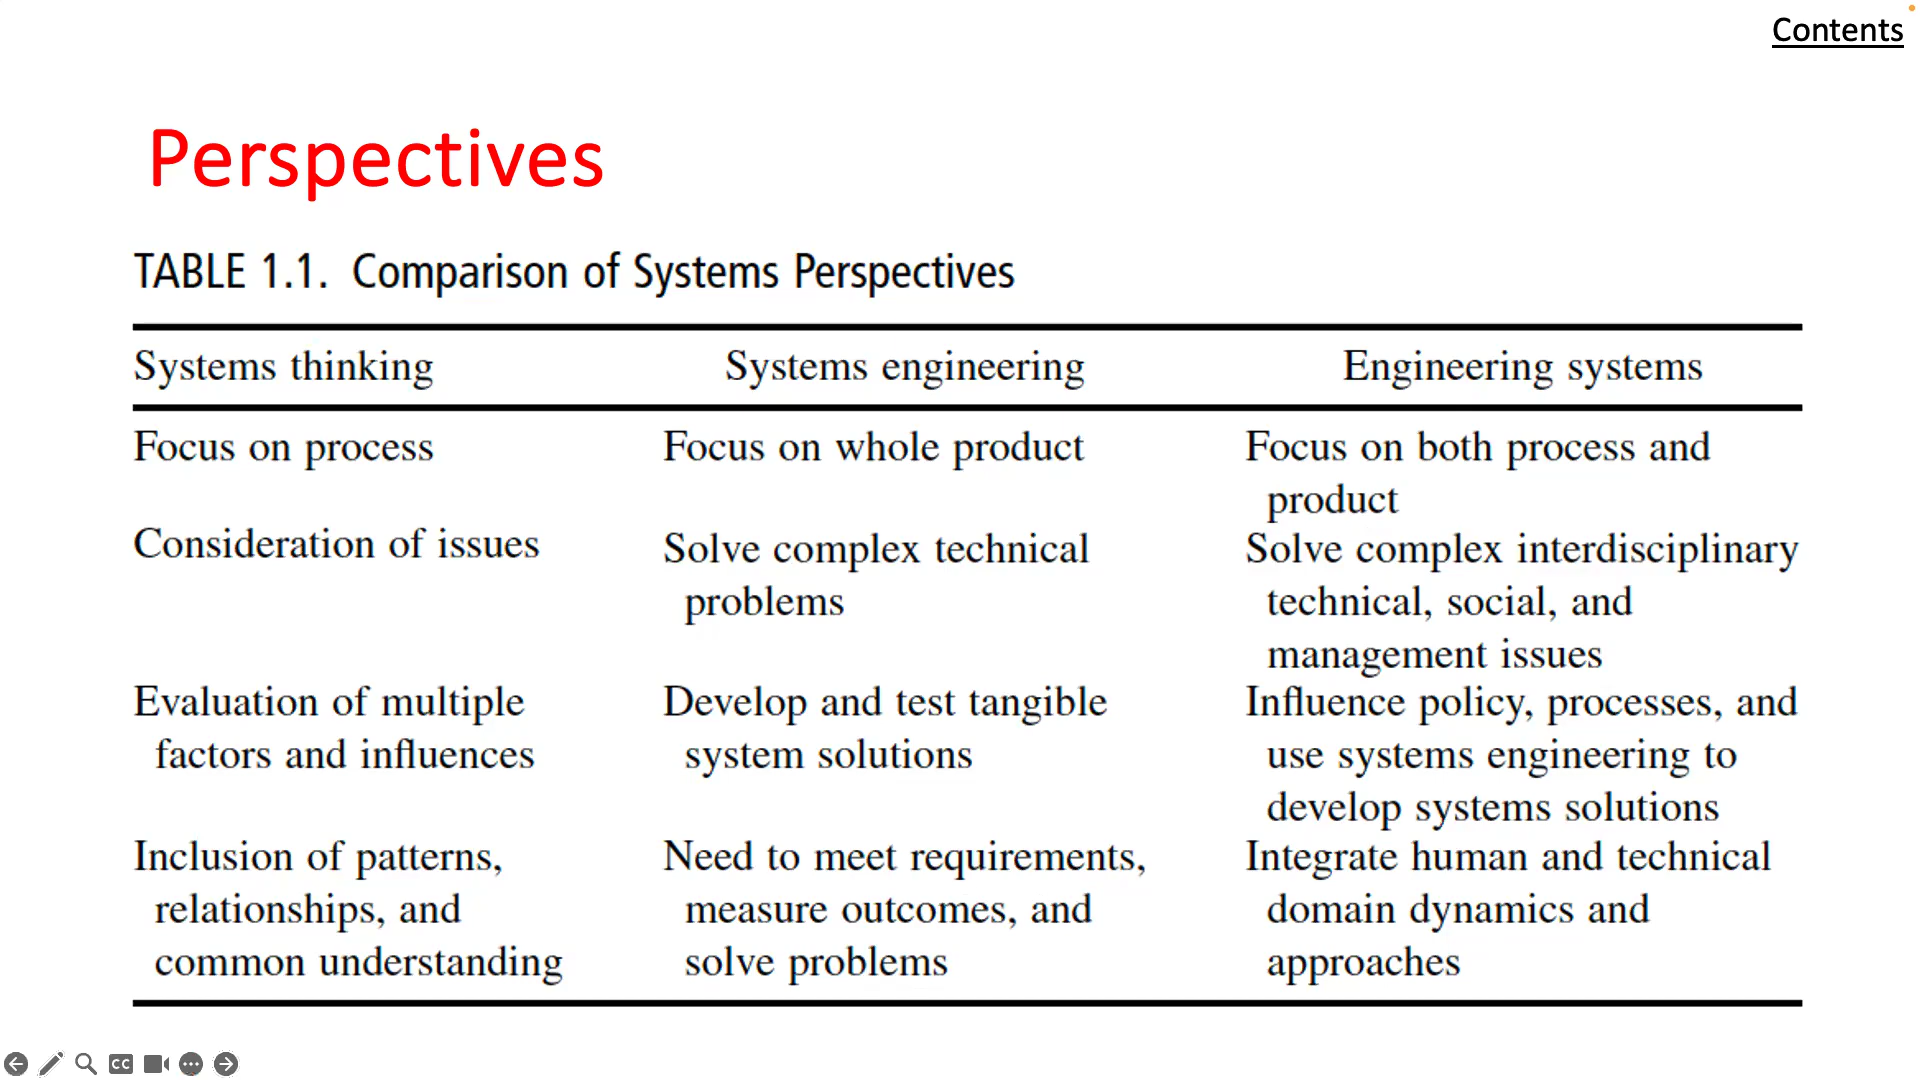 Contents
Perspectives
TABLE 1.1. Comparison of Systems Perspectives
Systems thinking Systems engineering Engineering systems
Focus on process Focus on whole product Focus on both process and
product
Consideration of issues Solve complex technical Solve complex interdisciplinary
problems technical, social, and
management issues
Evaluation of multiple Develop and test tangible Influence policy, processes, and
factors and influences system solutions use systems engineering to
develop systems solutions
Inclusion of patterns, Need to meet requirements, Integrate human and technical
relationships, and measure outcomes, and domain dynamics and
common understanding solve problems approaches
CC